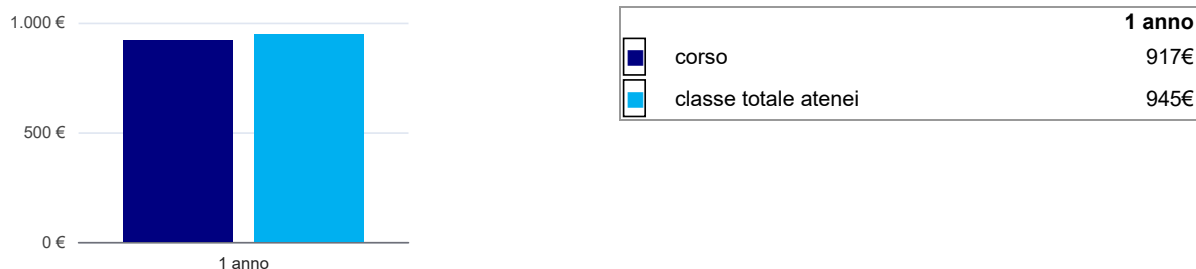 1.000 €
500 €
0 €
1 anno
1 anno
corso 917€
classe totale atenei 945€